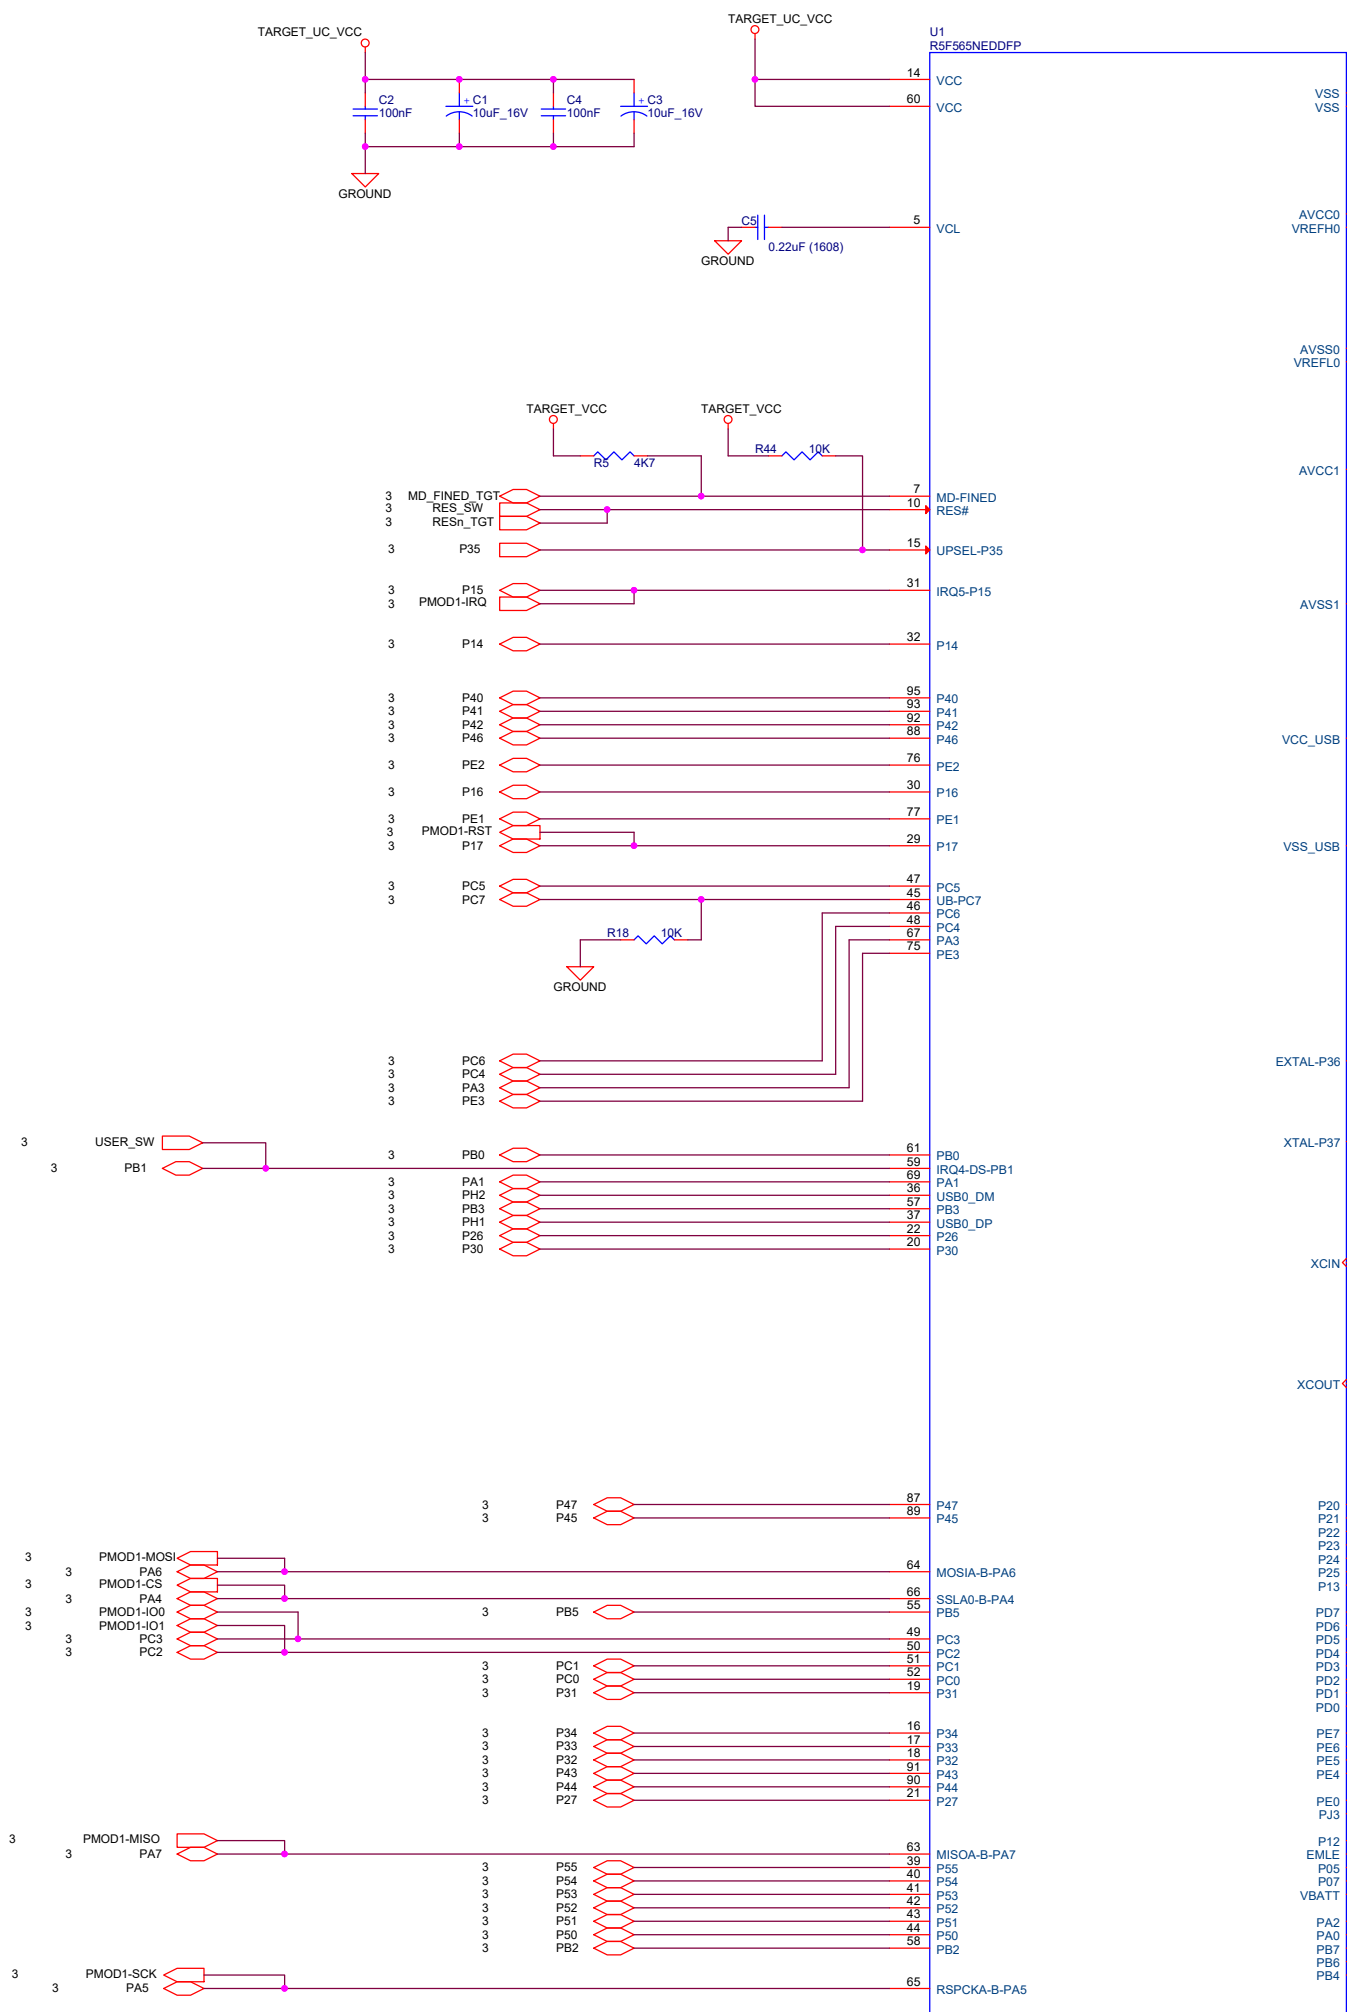 TARGET_UC_VCC
TARGET_UC_VCC
U1
R5F565NEDDFP
C2
100nF
+ C1
10uF_16V
C4
100nF
+ C3
10uF_16V
GROUND
14 VCC
60 VCC
VSS
VSS
C5
0.22uF (1608)
GROUND
5 VCL
AVCC0
VREFH0
AVSS0
VREFL0
TARGET_VCC
TARGET_VCC
R5 4K7
R44 10K
AVCC1
3 MD_FINED_TGT 7 MD-FINED
3 RES_SW 10 RES#
3 RESn_TGT
3 P35 15 UPSEL-P35
3 P15 31 IRQ5-P15
3 PMOD1-IRQ
AVSS1
3 P14 32 P14
3 P40 95 P40
3 P41 93 P41
3 P42 92 P42
3 P46 88 P46
VCC_USB
3 PE2 76 PE2
3 P16 30 P16
3 PE1 77 PE1
3 PMOD1-RST
3 P17 29 P17
VSS_USB
3 PC5 47 PC5
3 PC7 45 UB-PC7
46 PC6
48 PC4
67 PA3
75 PE3
R18 10K
GROUND
3 PC6
3 PC4
3 PA3
3 PE3
EXTAL-P36
3 USER_SW
XTAL-P37
3 PB0 61 PB0
3 PB1 59 IRQ4-DS-PB1
3 PA1 69 PA1
3 PH2 36 USB0_DM
3 PB3 57 PB3
3 PH1 37 USB0_DP
3 P26 22 P26
3 P30 20 P30
XCIN
XCOUT
3 P47 87 P47 P20
3 P45 89 P45 P21
P22
P23
3 PMOD1-MOSI P24
3 PA6 64 MOSIA-B-PA6 P25
3 PMOD1-CS P13
3 PA4 66 SSLA0-B-PA4
3 PMOD1-IO0 3 PB5 55 PB5 PD7
3 PMOD1-IO1 PD6
3 PC3 49 PC3 PD5
3 PC2 50 PC2 PD4
3 PC1 51 PC1 PD3
3 PC0 52 PC0 PD2
3 P31 19 P31 PD1
PD0
3 P34 16 P34 PE7
3 P33 17 P33 PE6
3 P32 18 P32 PE5
3 P43 91 P43 PE4
3 P44 90 P44
3 P27 21 P27 PE0
PJ3
3 PMOD1-MISO P12
3 PA7 63 MISOA-B-PA7 EMLE
3 P55 39 P55 P05
3 P54 40 P54 P07
3 P53 41 P53 VBATT
3 P52 42 P52
3 P51 43 P51 PA2
3 P50 44 P50 PA0
3 PB2 58 PB2 PB7
PB6
3 PMOD1-SCK PB4
3 PA5 65 RSPCKA-B-PA5